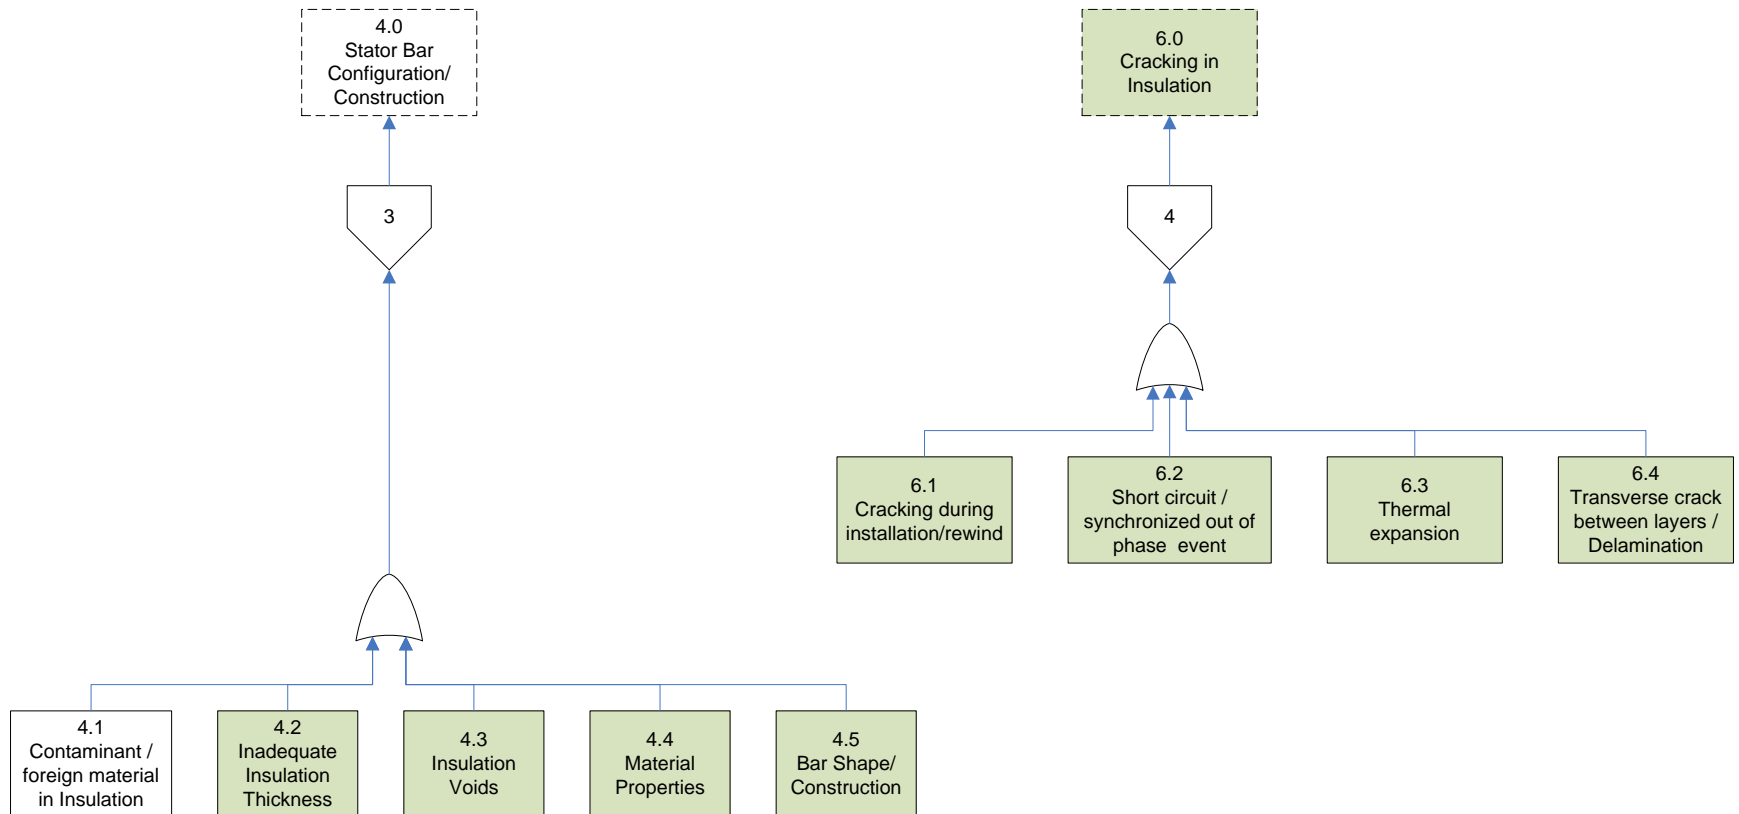 4.0
Stator Bar
Configuration/
Construction
6.0
Cracking in
Insulation
3
4
6.1
Cracking during
installation/rewind
6.2
Short circuit /
synchronized out of
phase  event
6.3
Thermal
expansion
6.4
Transverse crack
between layers /
Delamination
4.1
Contaminant /
foreign material
in Insulation
4.2
Inadequate
Insulation
Thickness
4.3
Insulation
Voids
4.4
Material
Properties
4.5
Bar Shape/
Construction